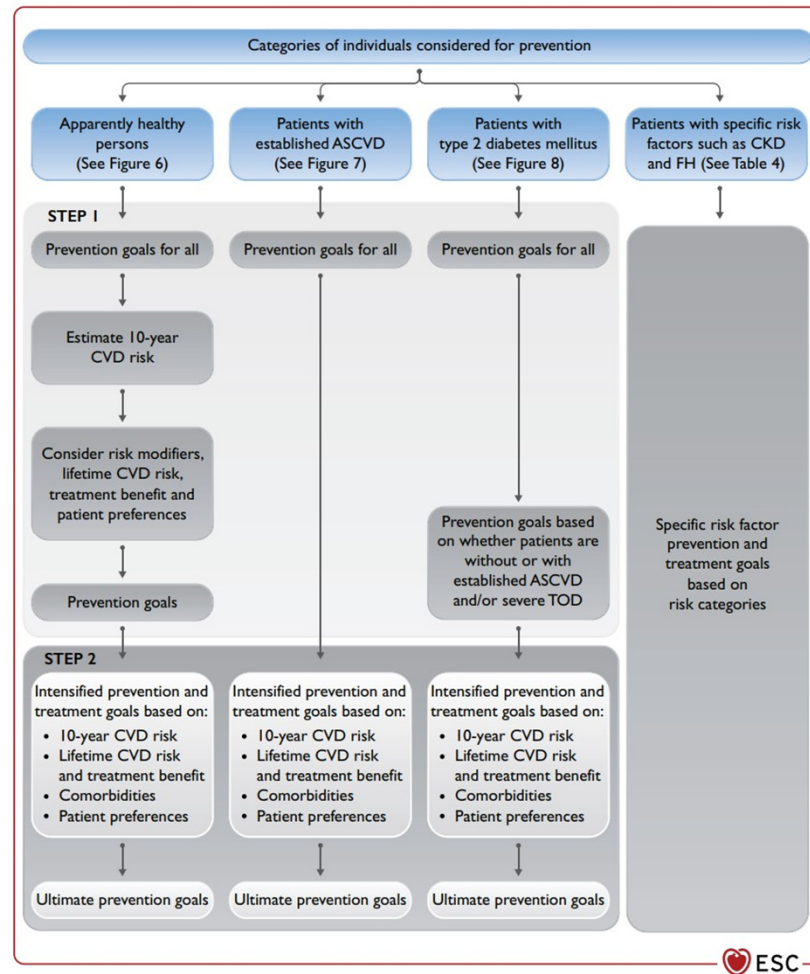 Categories of individuals considered for prevention
Apparently healthy
persons
(See Figure 6)
Patients with
established ASCVD
(See Figure 7)
Patients with
type 2 diabetes mellitus
(See Figure 8)
Patients with specific risk
factors such as CKD
and FH (See Table 4)
STEP 1
Prevention goals for all
Prevention goals for all
Prevention goals for all
Estimate 10-year
CVD risk
Consider risk modifiers,
lifetime CVD risk,
treatment benefit and
patient preferences
Prevention goals
Prevention goals based
on whether patients are
without or with
established ASCVD
and/or severe TOD
Specific risk factor
prevention and
treatment goals
based on
risk categories
STEP 2
Intensified prevention and
treatment goals based on:
• 10-year CVD risk
• Lifetime CVD risk
and treatment benefit
• Comorbidities
• Patient preferences
Intensified prevention and
treatment goals based on:
• 10-year CVD risk
• Lifetime CVD risk
and treatment benefit
• Comorbidities
• Patient preferences
Intensified prevention and
treatment goals based on:
• 10-year CVD risk
• Lifetime CVD risk
and treatment benefit
• Comorbidities
• Patient preferences
Ultimate prevention goals
Ultimate prevention goals
Ultimate prevention goals
ESC